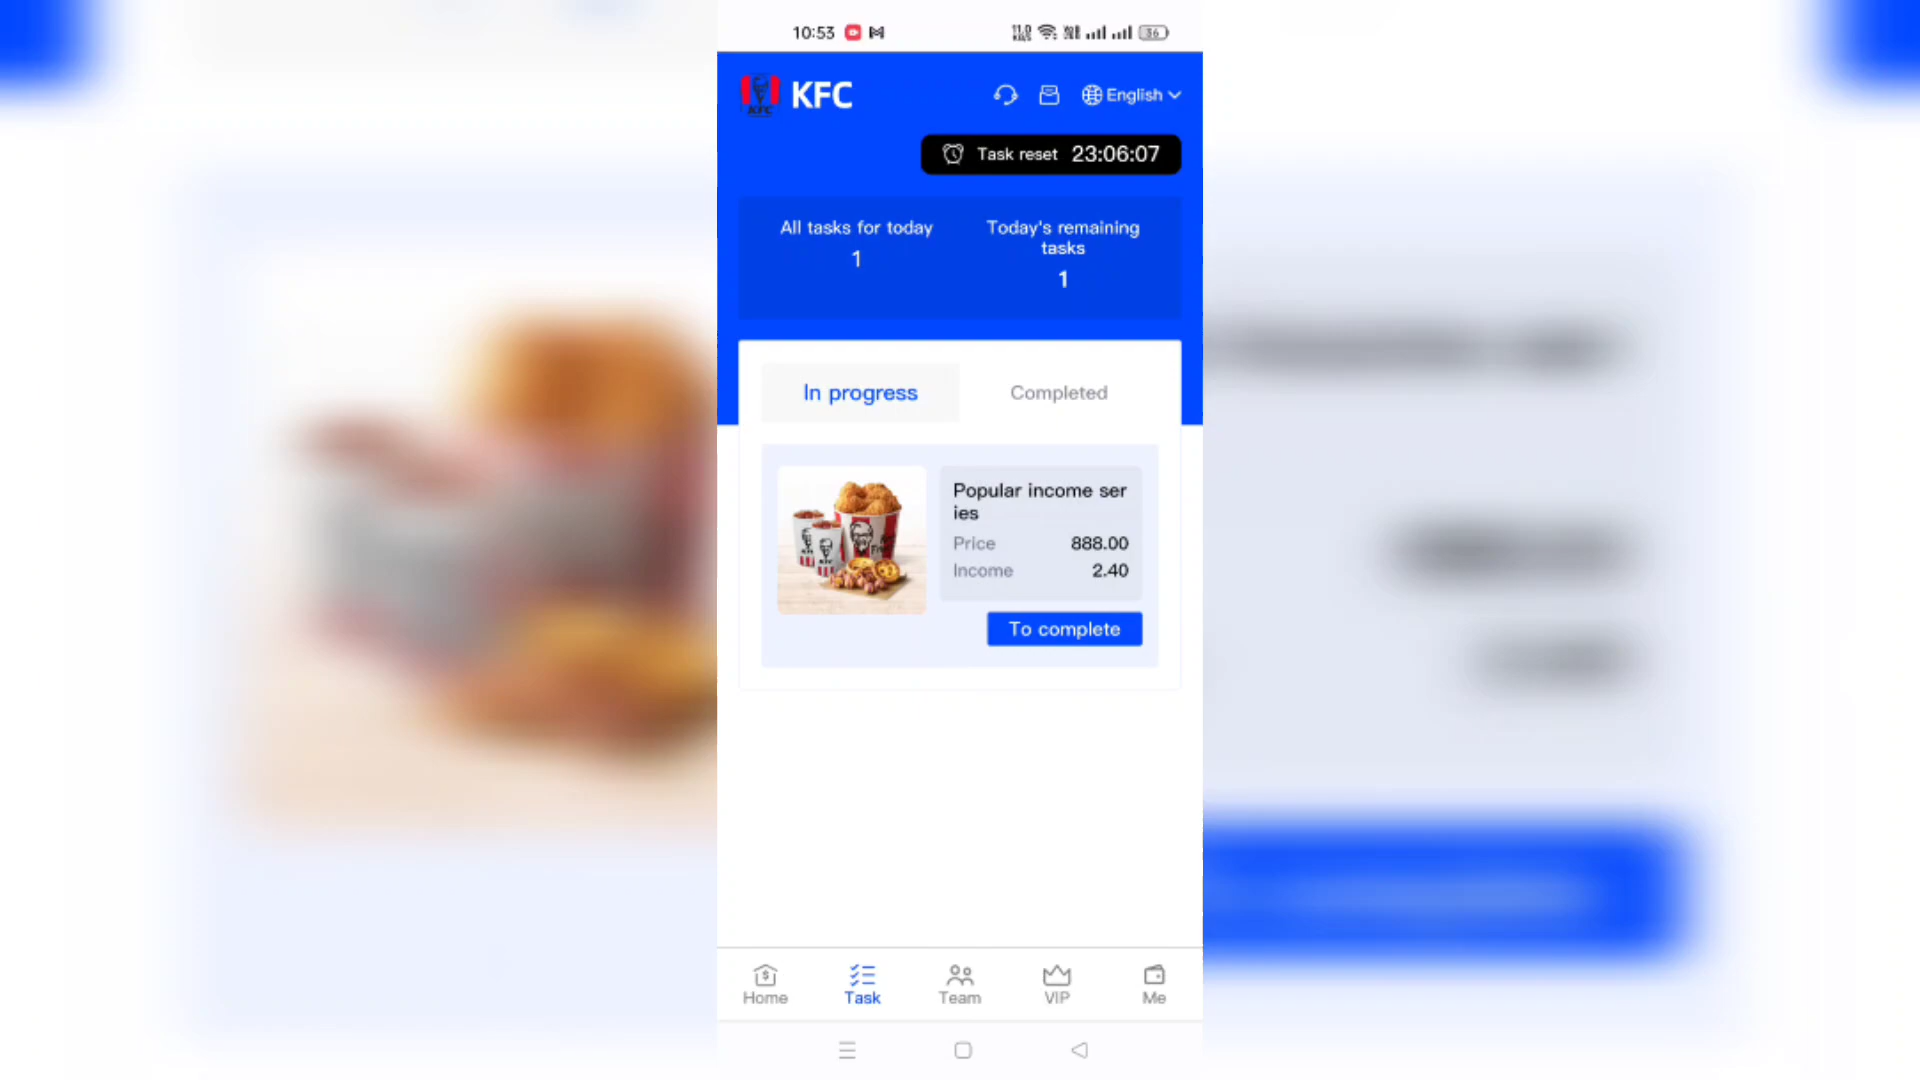 10:53
36
KFC
KFC
English
Task reset 23:06:07
All tasks for today
1
Today's remaining
tasks
1
In progress
Completed
Popular income ser
ies
Price 888.00
Income 2.40
To complete
Home
Task
Team
VIP
Me